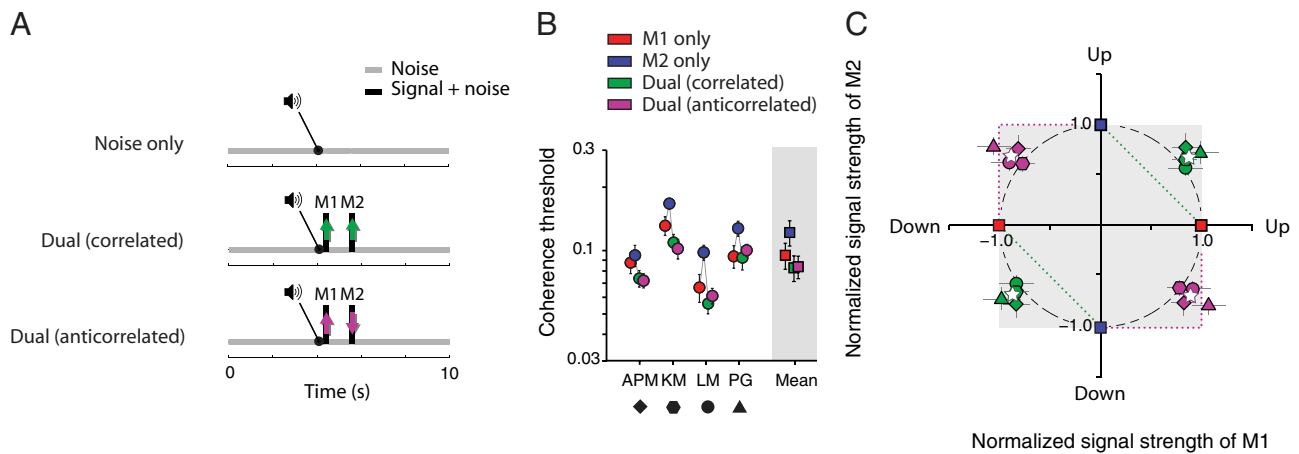 A
Noise
Signal + noise
Noise only
M1 M2
Dual (correlated)
M1 M2
Dual (anticorrelated)
0
10
Time (s)
B
M1 only
M2 only
Dual (correlated)
Dual (anticorrelated)
Coherence threshold
0.3
0.1
0.03
APM KM LM PG Mean
C
Normalized signal strength of M2
Up
1.0
Down
−1.0
1.0
Up
−1.0
Down
Normalized signal strength of M1